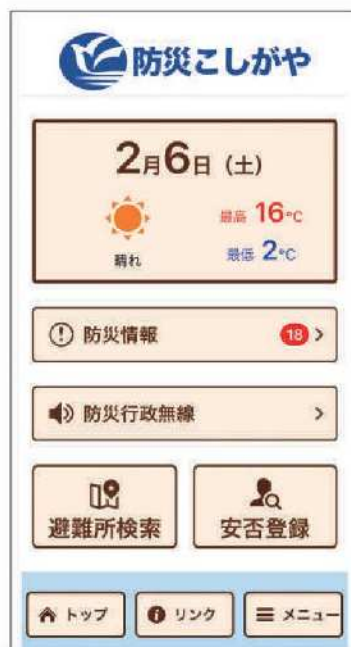 防災こしがや
2月6日（土）
最高 16℃
晴れ
最低 2℃
防災情報
18
防災行政無線
避難所検索
安否登録
トップ
リンク
メニュー